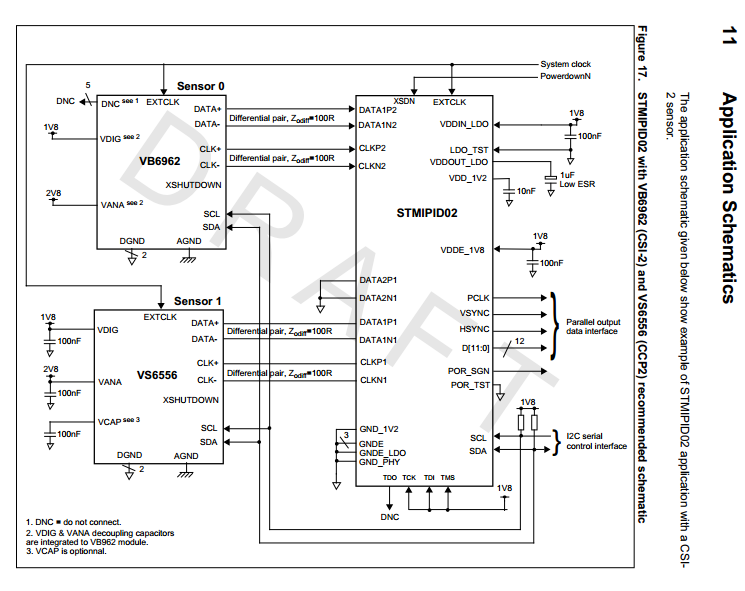 11 Application Schematics
The application schematic given below show example of STMIPID02 application with a CSI-
2 sensor.
Figure 17. STMIPID02 with VB6962 (CSI-2) and VS6556 (CCP2) recommended schematic
System clock
PowerdownN
Sensor 0
5
DNC
DNC see 1
EXTCLK
1V8
VDIG see 2
VB6962
2V8
VANA see 2
DATA+
DATA-
CLK+
CLK-
XSHUTDOWN
SCL
SDA
DGND
AGND
2
Differential pair, Zodiff=100R
Differential pair, Zodiff=100R
Sensor 1
EXTCLK
1V8
VDIG
100nF
2V8
VANA
100nF
VS6556
VCAP see 3
100nF
DATA+
DATA-
CLK+
CLK-
XSHUTDOWN
SCL
SDA
DGND
AGND
2
Differential pair, Zodiff=100R
Differential pair, Zodiff=100R
XSDN
EXTCLK
DATA1P2
DATA1N2
CLKP2
CLKN2
STMIPID02
DATA2P1
DATA2N1
DATA1P1
DATA1N1
CLKP1
CLKN1
GND_1V2
3
GNDE
GNDE_LDO
GND_PHY
TDO TCK TDI TMS
DNC
1V8
VDDIN_LDO
1V8
100nF
LDO_TST
VDDOUT_LDO
1uF
Low ESR
VDD_1V2
10nF
VDDE_1V8
1V8
100nF
PCLK
VSYNC
HSYNC
D[11:0]
12
Parallel output
data interface
POR_SGN
POR_TST
1V8
SCL
SDA
I2C serial
control interface
1. DNC = do not connect.
2. VDIG & VANA decoupling capacitors
are integrated to VB962 module.
3. VCAP is optionnal.
DRAFT